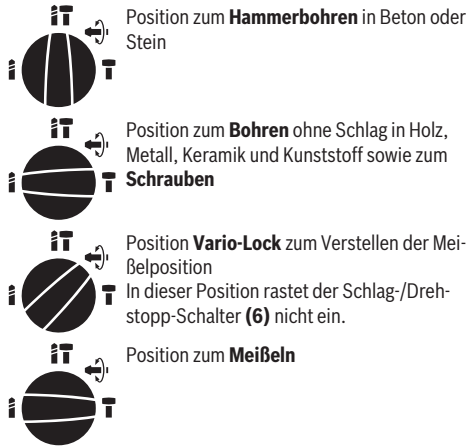 Position zum Hammerbohren in Beton oder
Stein
Position zum Bohren ohne Schlag in Holz,
Metall, Keramik und Kunststoff sowie zum
Schrauben
Position Vario-Lock zum Verstellen der Mei-
ßelposition
In dieser Position rastet der Schlag-/Dreh-
stopp-Schalter (6) nicht ein.
Position zum Meißeln